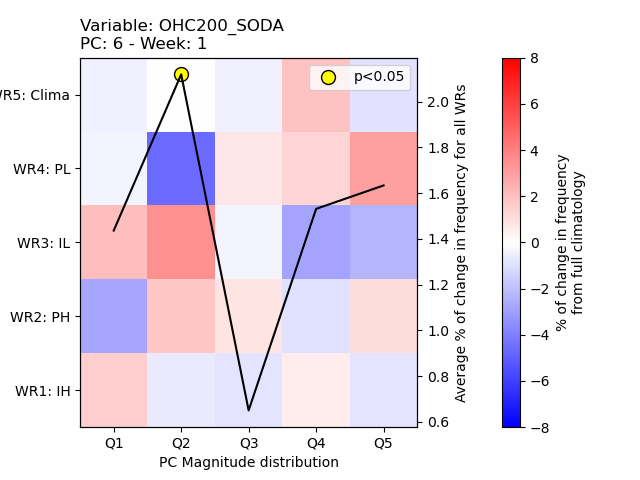 Variable: OHC200_SODA
PC: 6 - Week: 1
p<0.05
WR5: Clima
WR4: PL
WR3: IL
WR2: PH
WR1: IH
Q1 Q2 Q3 Q4 Q5
PC Magnitude distribution
2.0
1.8
1.6
1.4
1.2
1.0
0.8
0.6
Average % of change in frequency for all WRs
8
6
4
2
0
−2
−4
−6
−8
% of change in frequency
from full climatology